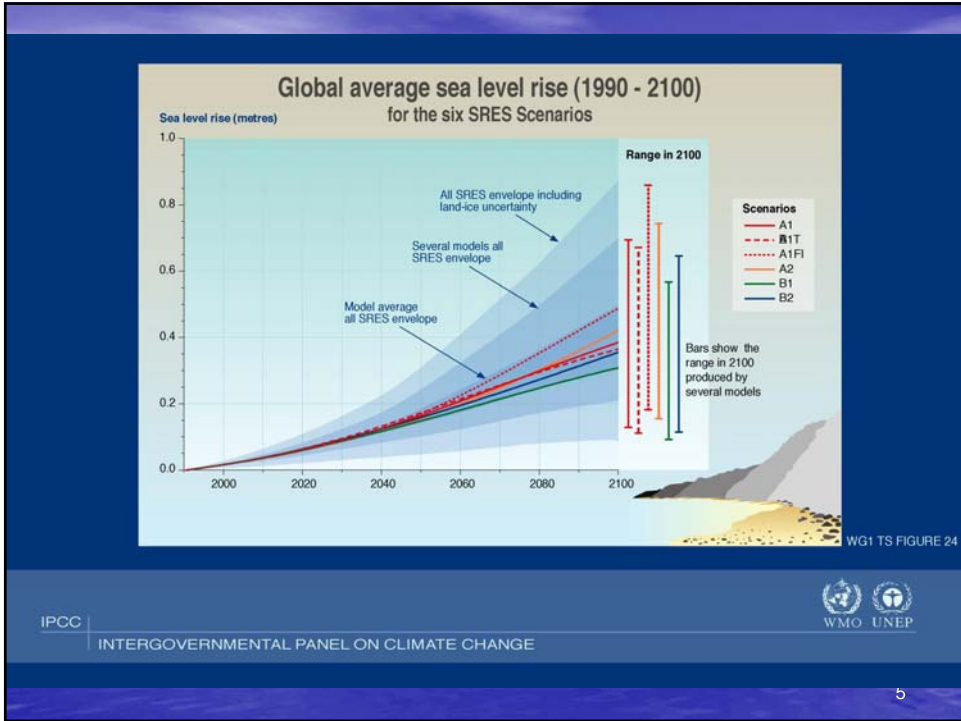 Global average sea level rise (1990 - 2100)
for the six SRES Scenarios
Sea level rise (metres)
1.0
0.8
0.6
0.4
0.2
0.0
2000
2020
2040
2060
2080
2100
All SRES envelope including
land-ice uncertainty
Several models all
SRES envelope
Model average
all SRES envelope
Range in 2100
Scenarios
A1
A1T
A1FI
A2
B1
B2
Bars show the
range in 2100
produced by
several models
WG1 TS FIGURE 24
IPCC
INTERGOVERNMENTAL PANEL ON CLIMATE CHANGE
WMO UNEP
5